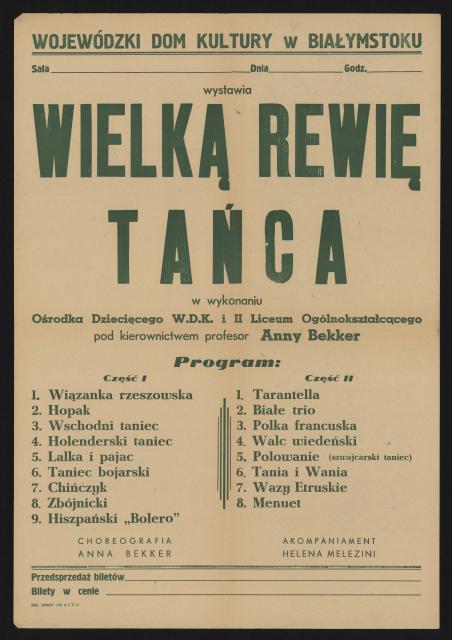 WOJEWÓDZKI DOM KULTURY w BIAŁYMSTOKU
Sala Dnia Godz.
wystawia
WIELKĄ REWIĘ
TAŃCA
w wykonaniu
Ośrodka Dziecięcego W.D.K. i II Liceum Ogólnokształcącego
pod kierownictwem profesor Anny Bekker
Program:
Część I
1. Wiązanka rzeszowska
2. Hopak
3. Wschodni taniec
4. Holenderski taniec
5. Lalka i pajac
6. Taniec bojarski
7. Chińczyk
8. Zbójnicki
9. Hiszpański „Bolero”
Część II
1. Tarantella
2. Białe trio
3. Polka francuska
4. Walc wiedeński
5. Polowanie (szwajcarski taniec)
6. Tania i Wania
7. Wazy Etruskie
8. Menuet
CHOREOGRAFIA
ANNA BEKKER
AKOMPANIAMENT
HELENA MELEZINI
Przedsprzedaż biletów
Bilety w cenie